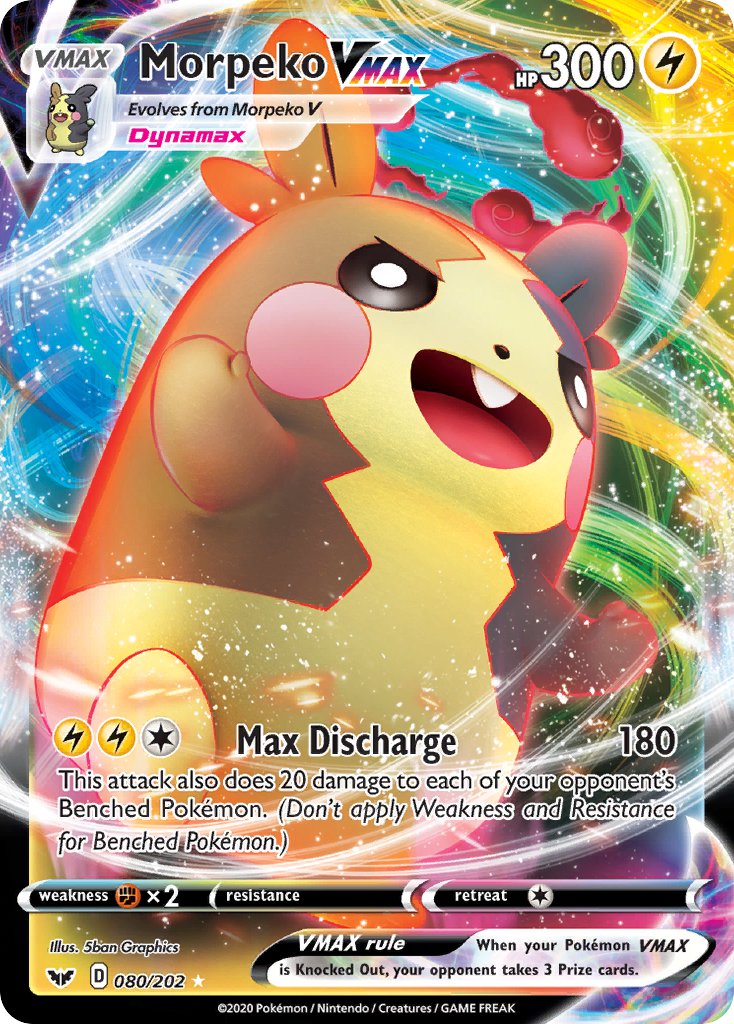 VMAX
Morpeko VMAX
HP 300
Evolves from Morpeko V
Dynamax
Max Discharge 180
This attack also does 20 damage to each of your opponent's
Benched Pokémon. (Don't apply Weakness and Resistance
for Benched Pokémon.)
weakness ×2 resistance retreat
Illus. 5ban Graphics
VMAX rule When your Pokémon VMAX
is Knocked Out, your opponent takes 3 Prize cards.
D 080/202
©2020 Pokémon / Nintendo / Creatures / GAME FREAK